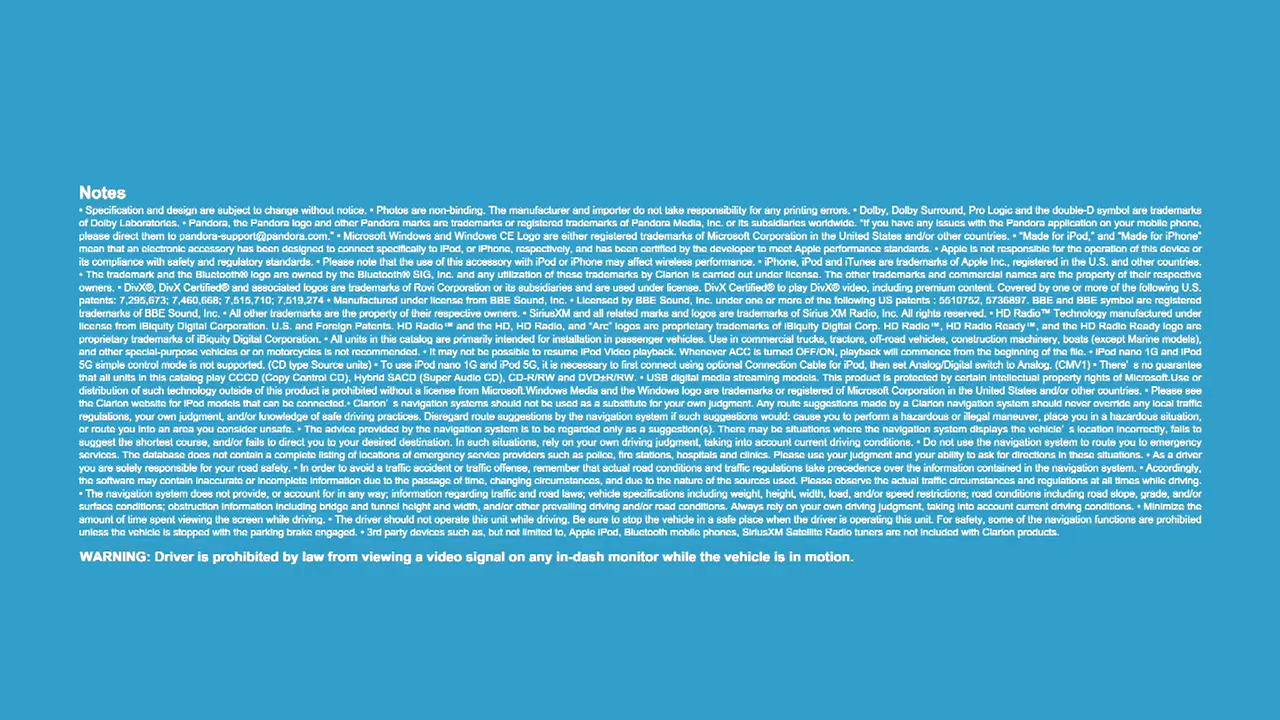 Notes
• Specification and design are subject to change without notice. • Photos are non-binding. The manufacturer and importer do not take responsibility for any printing errors. • Dolby, Dolby Surround, Pro Logic and the double-D symbol are trademarks
of Dolby Laboratories. • Pandora, the Pandora logo and other Pandora marks are trademarks or registered trademarks of Pandora Media, Inc. or its subsidiaries worldwide. "If you have any issues with the Pandora application on your mobile phone,
please direct them to pandora-support@pandora.com." • Microsoft Windows and Windows CE Logo are either registered trademarks of Microsoft Corporation in the United States and/or other countries. • "Made for iPod," and "Made for iPhone"
mean that an electronic accessory has been designed to connect specifically to iPod, or iPhone, respectively, and has been certified by the developer to meet Apple performance standards. • Apple is not responsible for the operation of this device or
its compliance with safety and regulatory standards. • Please note that the use of this accessory with iPod or iPhone may affect wireless performance. • iPhone, iPod and iTunes are trademarks of Apple Inc., registered in the U.S. and other countries.
• The trademark and the Bluetooth® logo are owned by the Bluetooth® SIG, Inc. and any utilization of these trademarks by Clarion is carried out under license. The other trademarks and commercial names are the property of their respective
owners. • DivX®, DivX Certified® and associated logos are trademarks of Rovi Corporation or its subsidiaries and are used under license. DivX Certified® to play DivX® video, including premium content. Covered by one or more of the following U.S.
patents: 7,295,673; 7,460,668; 7,515,710; 7,519,274 • Manufactured under license from BBE Sound, Inc. • Licensed by BBE Sound, Inc. under one or more of the following US patents : 5510752, 5736897. BBE and BBE symbol are registered
trademarks of BBE Sound, Inc. • All other trademarks are the property of their respective owners. • SiriusXM and all related marks and logos are trademarks of Sirius XM Radio, Inc. All rights reserved. • HD Radio™ Technology manufactured under
license from iBiquity Digital Corporation. U.S. and Foreign Patents. HD Radio™ and the HD, HD Radio, and "Arc" logos are proprietary trademarks of iBiquity Digital Corp. HD Radio™, HD Radio Ready™, and the HD Radio Ready logo are
proprietary trademarks of iBiquity Digital Corporation. • All units in this catalog are primarily intended for installation in passenger vehicles. Use in commercial trucks, tractors, off-road vehicles, construction machinery, boats (except Marine models),
and other special-purpose vehicles or on motorcycles is not recommended. • It may not be possible to resume iPod Video playback. Whenever ACC is turned OFF/ON, playback will commence from the beginning of the file. • iPod nano 1G and iPod
5G simple control mode is not supported. (CD type Source units) • To use iPod nano 1G and iPod 5G, it is necessary to first connect using optional Connection Cable for iPod, then set Analog/Digital switch to Analog. (CMV1) • There's no guarantee
that all units in this catalog play CCCD (Copy Control CD), Hybrid SACD (Super Audio CD), CD-R/RW and DVD±R/RW. • USB digital media streaming models. This product is protected by certain intellectual property rights of Microsoft.Use or
distribution of such technology outside of this product is prohibited without a license from Microsoft.Windows Media and the Windows logo are trademarks or registered of Microsoft Corporation in the United States and/or other countries. • Please see
the Clarion website for iPod models that can be connected.• Clarion's navigation systems should not be used as a substitute for your own judgment. Any route suggestions made by a Clarion navigation system should never override any local traffic
regulations, your own judgment, and/or knowledge of safe driving practices. Disregard route suggestions by the navigation system if such suggestions would: cause you to perform a hazardous or illegal maneuver, place you in a hazardous situation,
or route you into an area you consider unsafe. • The advice provided by the navigation system is to be regarded only as a suggestion(s). There may be situations where the navigation system displays the vehicle's location incorrectly, fails to
suggest the shortest course, and/or fails to direct you to your desired destination. In such situations, rely on your own driving judgment, taking into account current driving conditions. • Do not use the navigation system to route you to emergency
services. The database does not contain a complete listing of locations of emergency service providers such as police, fire stations, hospitals and clinics. Please use your judgment and your ability to ask for directions in these situations. • As a driver
you are solely responsible for your road safety. • In order to avoid a traffic accident or traffic offense, remember that actual road conditions and traffic regulations take precedence over the information contained in the navigation system. • Accordingly,
the software may contain inaccurate or incomplete information due to the passage of time, changing circumstances, and due to the nature of the sources used. Please observe the actual traffic circumstances and regulations at all times while driving.
• The navigation system does not provide, or account for in any way; information regarding traffic and road laws; vehicle specifications including weight, height, width, load, and/or speed restrictions; road conditions including road slope, grade, and/or
surface conditions; obstruction information including bridge and tunnel height and width, and/or other prevailing driving and/or road conditions. Always rely on your own driving judgment, taking into account current driving conditions. • Minimize the
amount of time spent viewing the screen while driving. • The driver should not operate this unit while driving. Be sure to stop the vehicle in a safe place when the driver is operating this unit. For safety, some of the navigation functions are prohibited
unless the vehicle is stopped with the parking brake engaged. • 3rd party devices such as, but not limited to, Apple iPod, Bluetooth mobile phones, SiriusXM Satellite Radio tuners are not included with Clarion products.
WARNING: Driver is prohibited by law from viewing a video signal on any in-dash monitor while the vehicle is in motion.